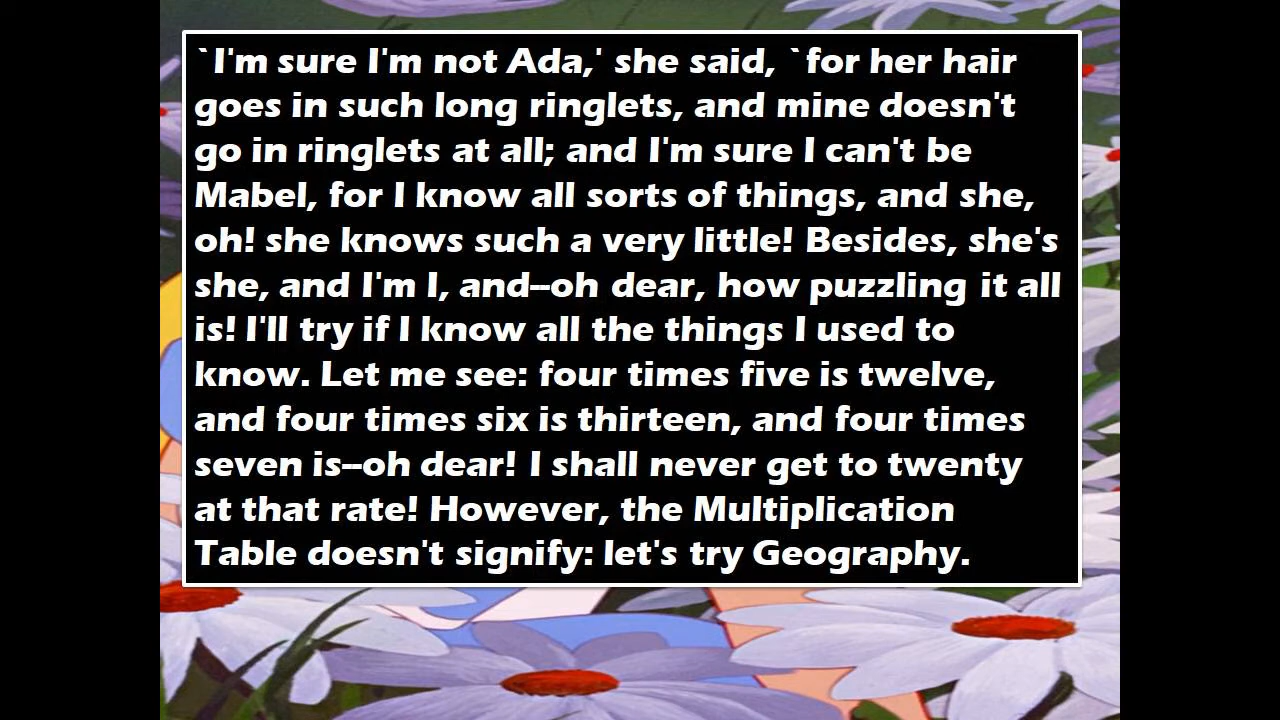 `I'm sure I'm not Ada,' she said, `for her hair
goes in such long ringlets, and mine doesn't
go in ringlets at all; and I'm sure I can't be
Mabel, for I know all sorts of things, and she,
oh! she knows such a very little! Besides, she's
she, and I'm I, and--oh dear, how puzzling it all
is! I'll try if I know all the things I used to
know. Let me see: four times five is twelve,
and four times six is thirteen, and four times
seven is--oh dear! I shall never get to twenty
at that rate! However, the Multiplication
Table doesn't signify: let's try Geography.